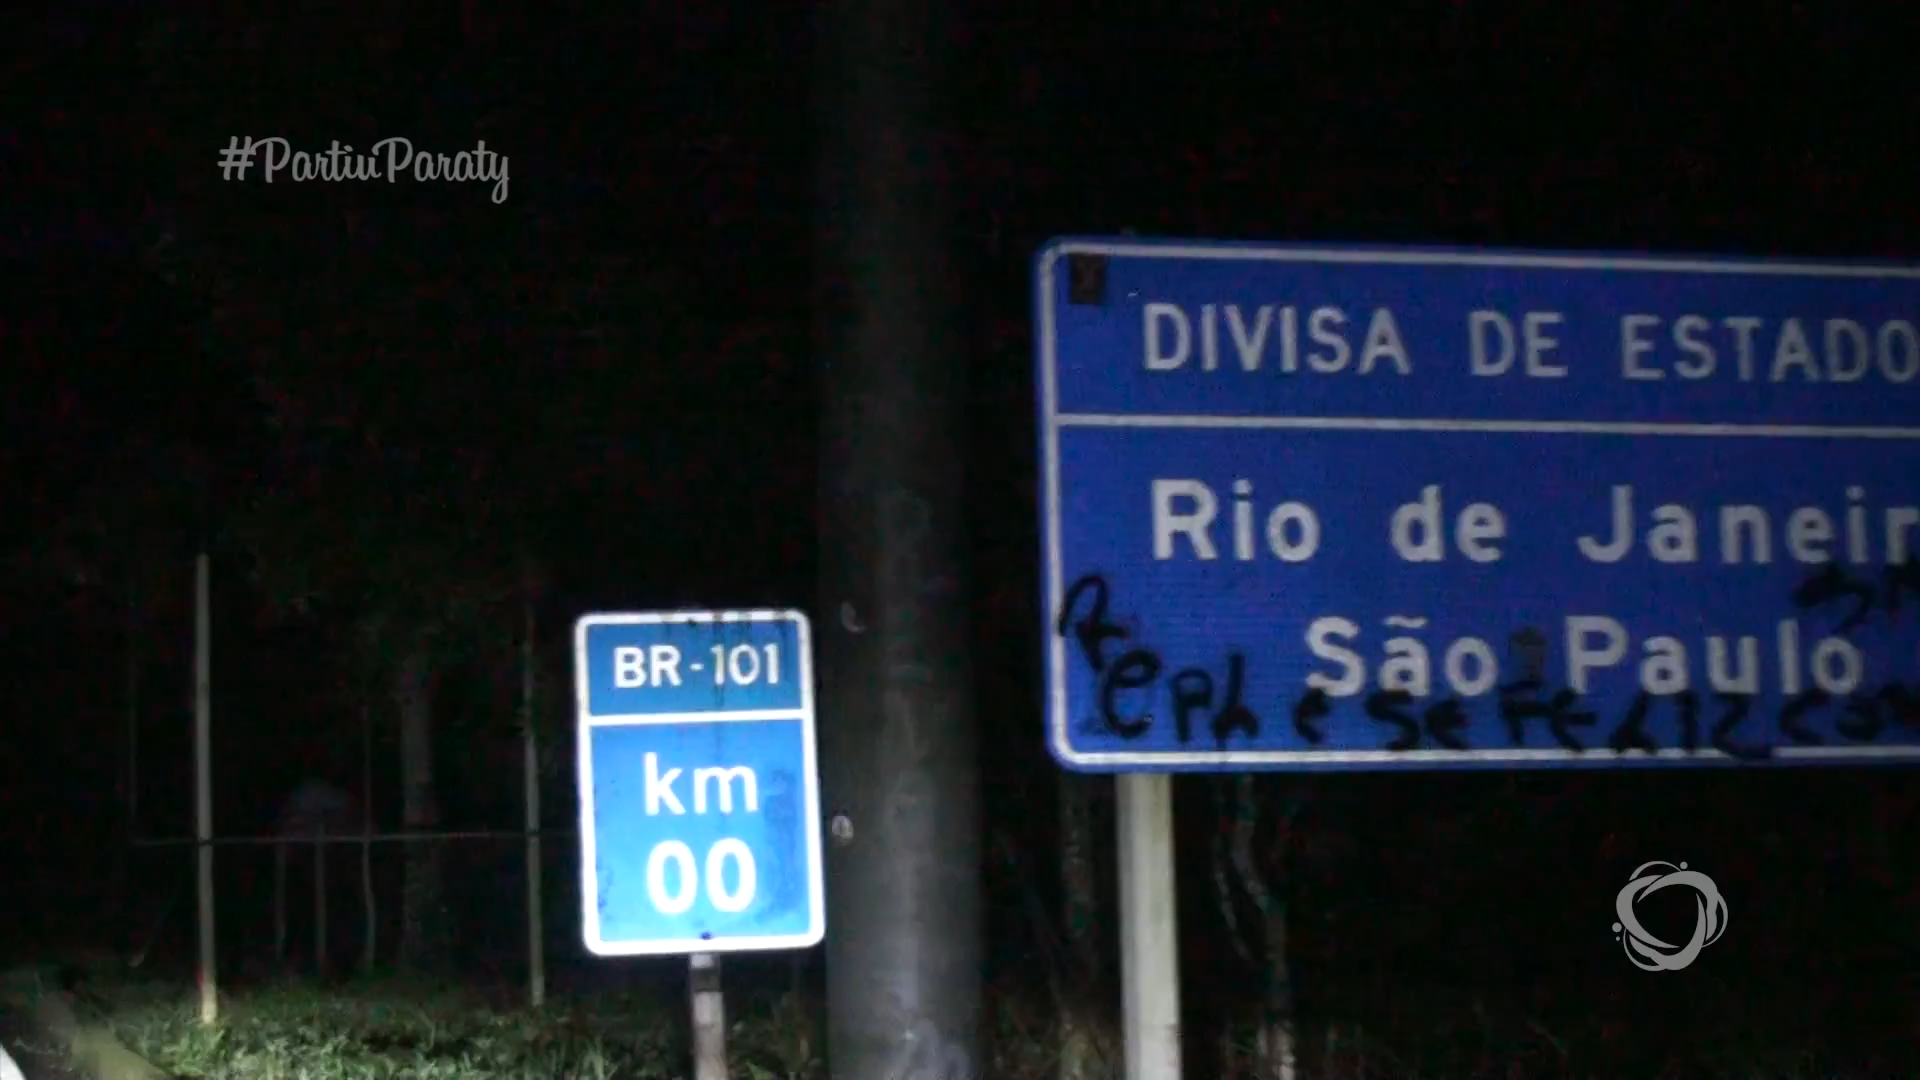 #PartiuParaty
DIVISA DE ESTADO
Rio de Janeir
São Paulo
BR-101
km
00